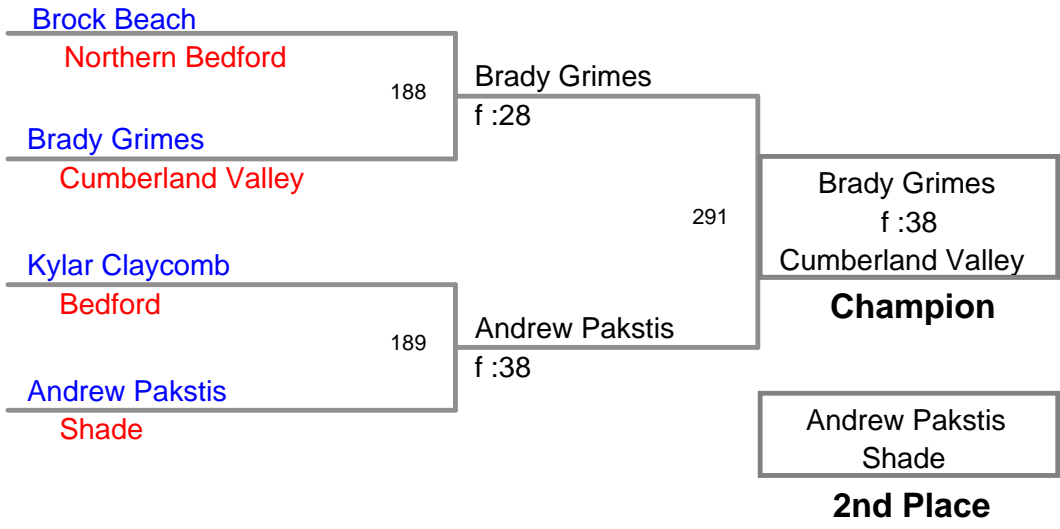 Brock Beach
Northern Bedford
188
Brady Grimes
Cumberland Valley
Brady Grimes
f :28
Kylar Claycomb
Bedford
189
Andrew Pakstis
Shade
Andrew Pakstis
f :38
291
Brady Grimes
f :38
Cumberland Valley
Champion
Andrew Pakstis
Shade
2nd Place